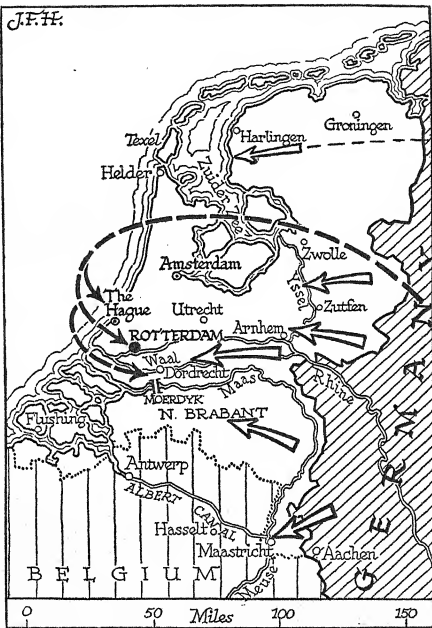 J.F.H.
Groningen
Harlingen
Texel
Helder
Zuider Zee
Zwolle
Amsterdam
Yssel
The
Hague
Utrecht
Zutfen
ROTTERDAM
Arnhem
Waal
Dordrecht
Maas
Rhine
MOERDYK
N. BRABANT
Flushing
Antwerp
ALBERT CANAL
Hasselt
Maastricht
Aachen
Meuse
BELGIUM
GERMANY
0 50 100 150
Miles